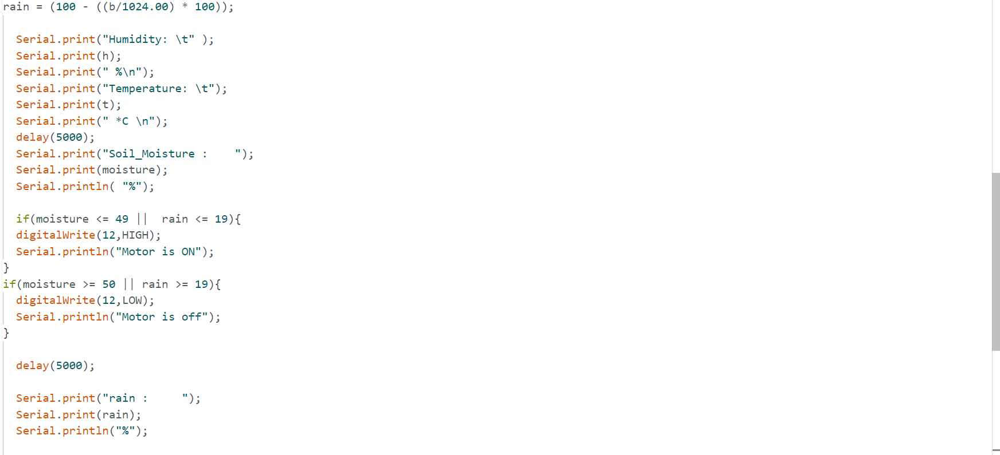 rain = (100 - ((b/1024.00) * 100));
Serial.print("Humidity: \t" );
Serial.print(h);
Serial.print(" %\n");
Serial.print("Temperature: \t");
Serial.print(t);
Serial.print(" *C \n");
delay(5000);
Serial.print("Soil_Moisture :    ");
Serial.print(moisture);
Serial.println( "%");
if(moisture <= 49 ||  rain <= 19){
digitalWrite(12,HIGH);
Serial.println("Motor is ON");
}
if(moisture >= 50 || rain >= 19){
digitalWrite(12,LOW);
Serial.println("Motor is off");
}
delay(5000);
Serial.print("rain :     ");
Serial.print(rain);
Serial.println("%");